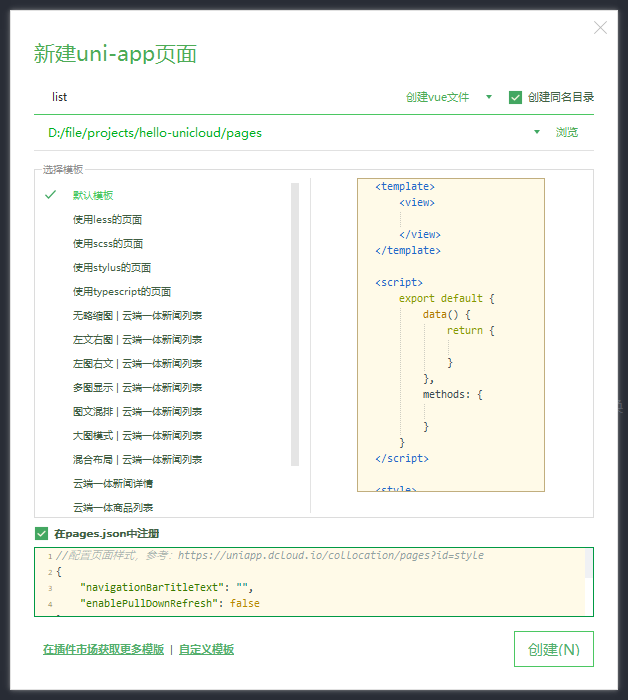 新建uni-app页面
list 创建vue文件 创建同名目录
D:/file/projects/hello-unicloud/pages 浏览
选择模板
默认模板
使用less的页面
使用scss的页面
使用stylus的页面
使用typescript的页面
无略缩图 | 云端一体新闻列表
左文右图 | 云端一体新闻列表
左图右文 | 云端一体新闻列表
多图显示 | 云端一体新闻列表
图文混排 | 云端一体新闻列表
大图模式 | 云端一体新闻列表
混合布局 | 云端一体新闻列表
云端一体新闻详情
云端一体商品列表
<template>
<view>
</view>
</template>
<script>
export default {
data() {
return {
}
},
methods: {
}
}
</script>
<style>
在pages.json中注册
1 //配置页面样式，参考：https://uniapp.dcloud.io/collocation/pages?id=style
2 {
3 "navigationBarTitleText": "",
4 "enablePullDownRefresh": false
在插件市场获取更多模版 | 自定义模板
创建(N)